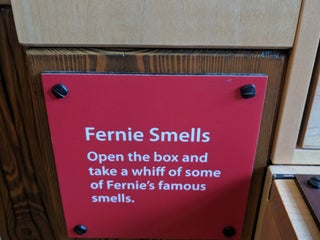 Fernie Smells
Open the box and
take a whiff of some
of Fernie's famous
smells.